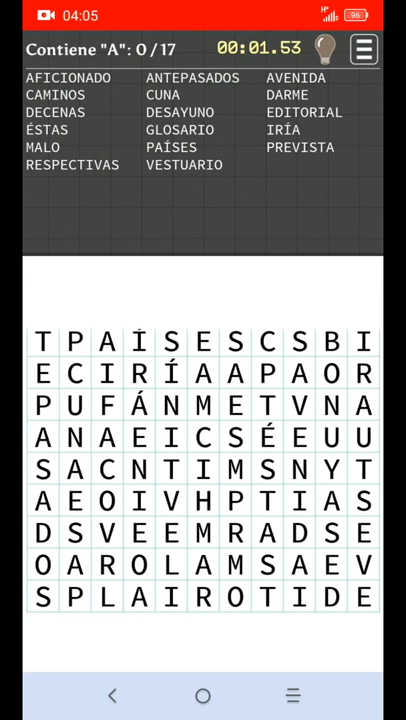 04:05
H
96
Contiene "A": 0 / 17 00:01.53
AFICIONADO ANTEPASADOS AVENIDA
CAMINOS CUNA DARME
DECENAS DESAYUNO EDITORIAL
ÉSTAS GLOSARIO IRÍA
MALO PAÍSES PREVISTA
RESPECTIVAS VESTUARIO
T P A Í S E S C S B I
E C I R Í A A P A O R
P U F Á N M E T V N A
A N A E I C S É E U U
S A C N T I M S N Y T
A E O I V H P T I A S
D S V E E M R A D S E
O A R O L A M S A E V
S P L A I R O T I D E